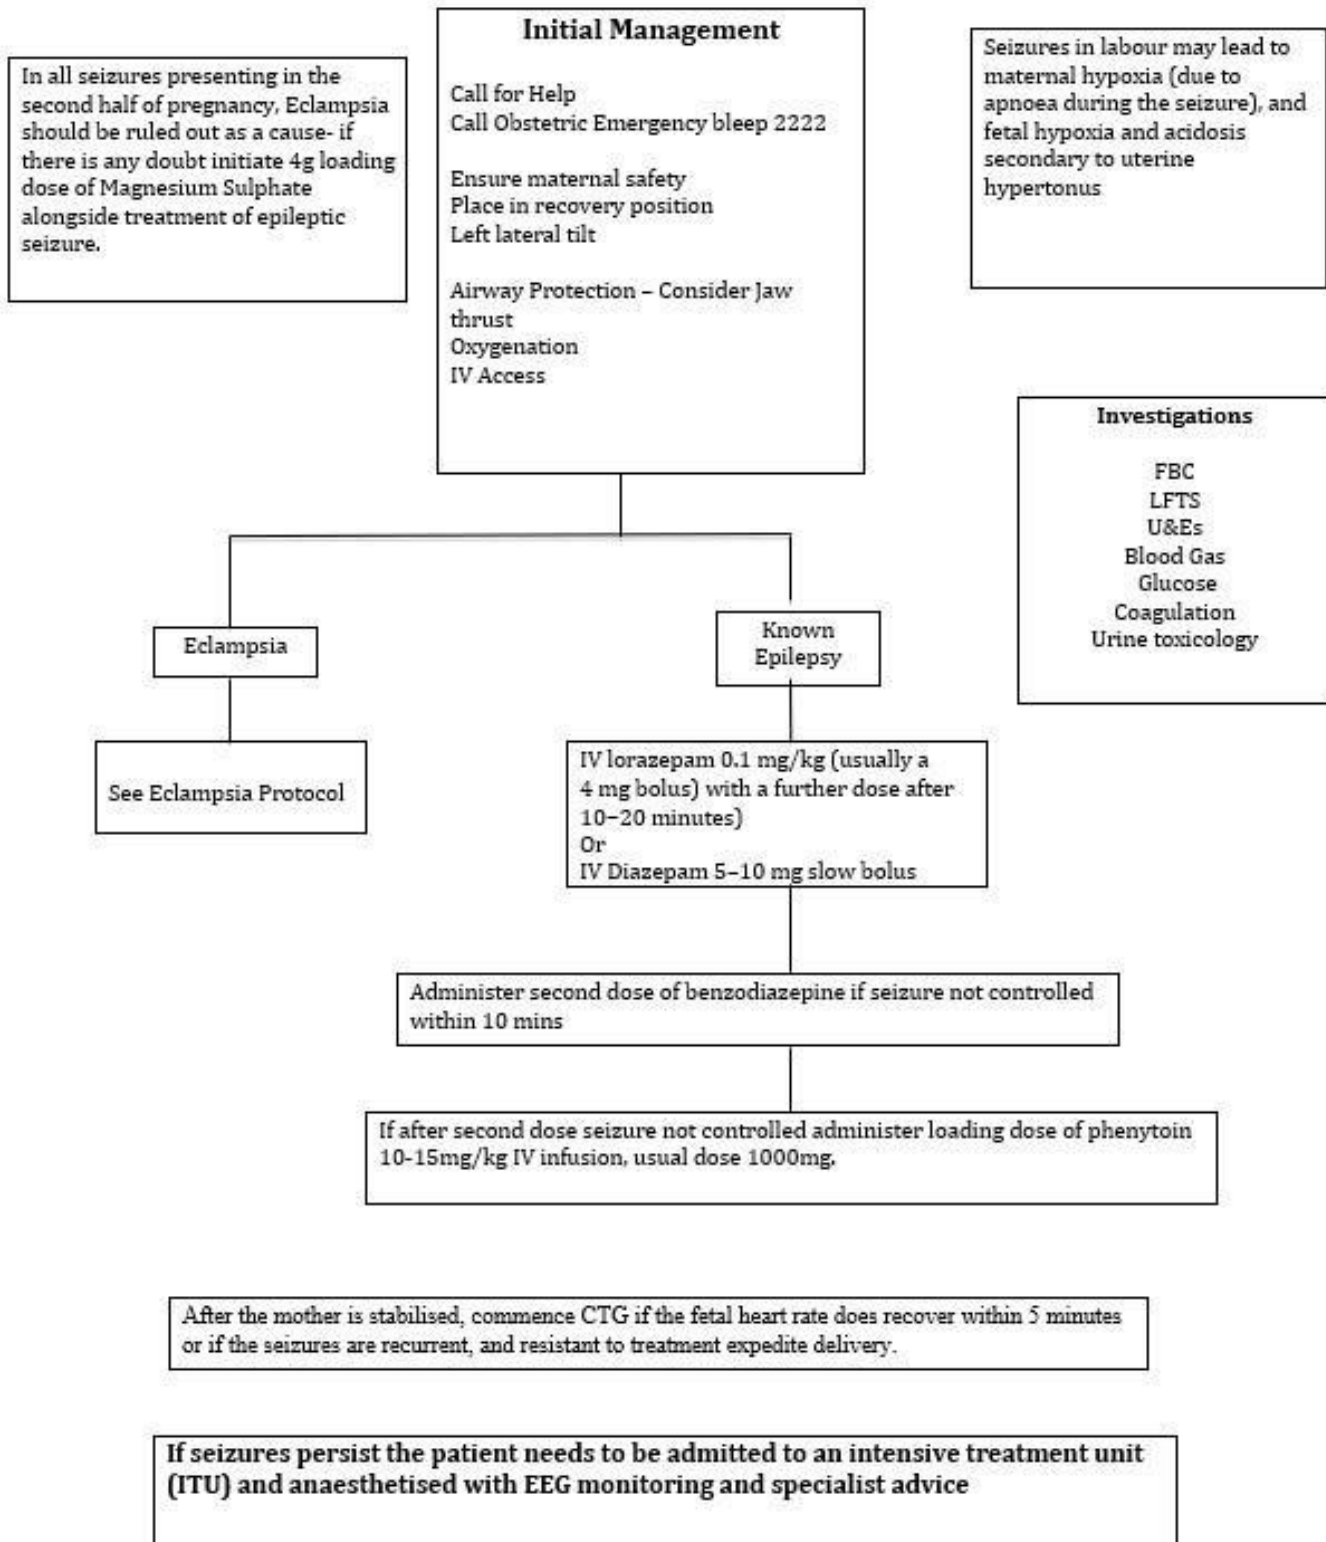 Initial Management
Call for Help
Call Obstetric Emergency bleep 2222
Ensure maternal safety
Place in recovery position
Left lateral tilt
Airway Protection – Consider Jaw
thrust
Oxygenation
IV Access
In all seizures presenting in the
second half of pregnancy, Eclampsia
should be ruled out as a cause- if
there is any doubt initiate 4g loading
dose of Magnesium Sulphate
alongside treatment of epileptic
seizure.
Seizures in labour may lead to
maternal hypoxia (due to
apnoea during the seizure), and
fetal hypoxia and acidosis
secondary to uterine
hypertonus
Investigations
FBC
LFTS
U&Es
Blood Gas
Glucose
Coagulation
Urine toxicology
Eclampsia
See Eclampsia Protocol
Known
Epilepsy
IV lorazepam 0.1 mg/kg (usually a
4 mg bolus) with a further dose after
10–20 minutes)
Or
IV Diazepam 5–10 mg slow bolus
Administer second dose of benzodiazepine if seizure not controlled
within 10 mins
If after second dose seizure not controlled administer loading dose of phenytoin
10-15mg/kg IV infusion, usual dose 1000mg.
After the mother is stabilised, commence CTG if the fetal heart rate does recover within 5 minutes
or if the seizures are recurrent, and resistant to treatment expedite delivery.
If seizures persist the patient needs to be admitted to an intensive treatment unit
(ITU) and anaesthetised with EEG monitoring and specialist advice